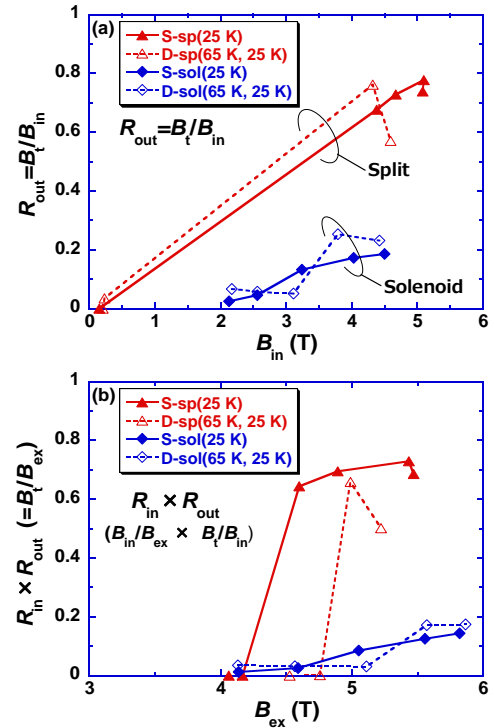 (a)
S-sp(25 K)
D-sp(65 K, 25 K)
S-sol(25 K)
D-sol(65 K, 25 K)
R_out=B_t/B_in
Split
Solenoid
R_out=B_t/B_in
1
0.8
0.6
0.4
0.2
0
0 1 2 3 4 5 6
B_in (T)
(b)
S-sp(25 K)
D-sp(65 K, 25 K)
S-sol(25 K)
D-sol(65 K, 25 K)
R_in × R_out
(B_in/B_ex × B_t/B_in)
R_in × R_out (=B_t/B_ex)
1
0.8
0.6
0.4
0.2
0
3 4 5 6
B_ex (T)